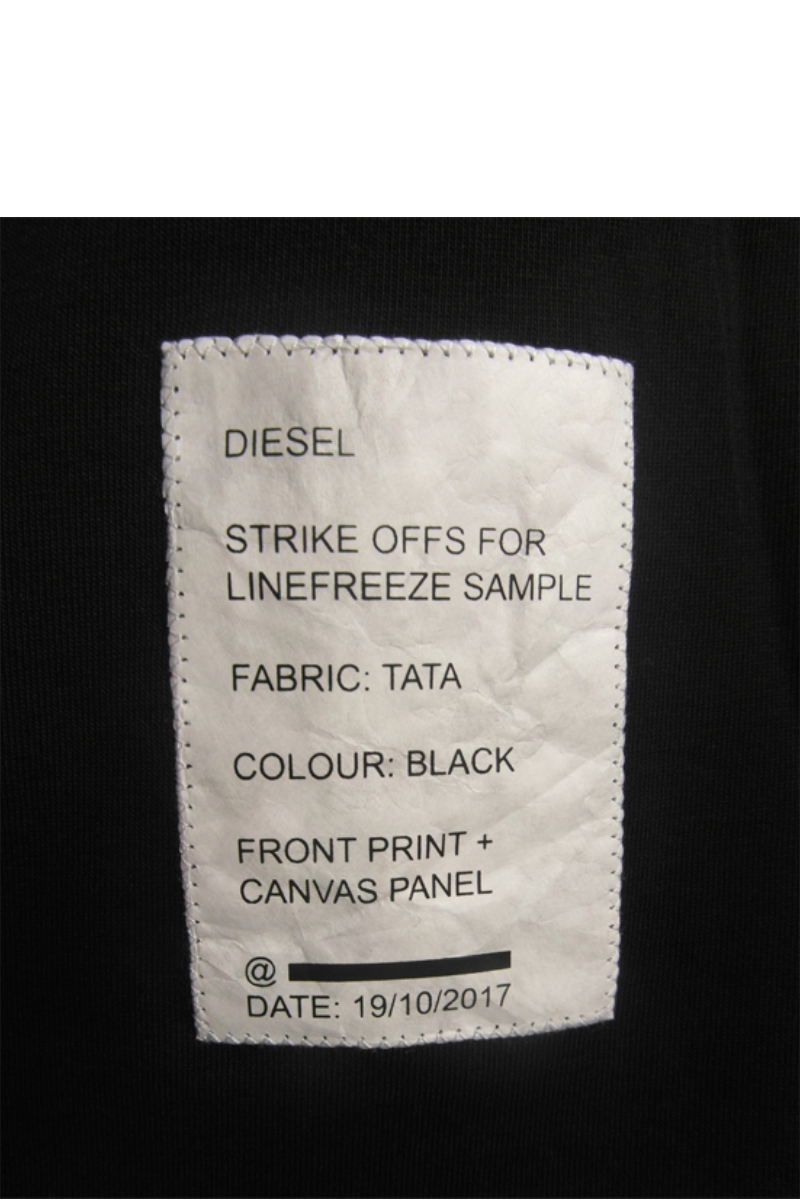 DIESEL
STRIKE OFFS FOR
LINEFREEZE SAMPLE
FABRIC: TATA
COLOUR: BLACK
FRONT PRINT +
CANVAS PANEL
@
DATE: 19/10/2017